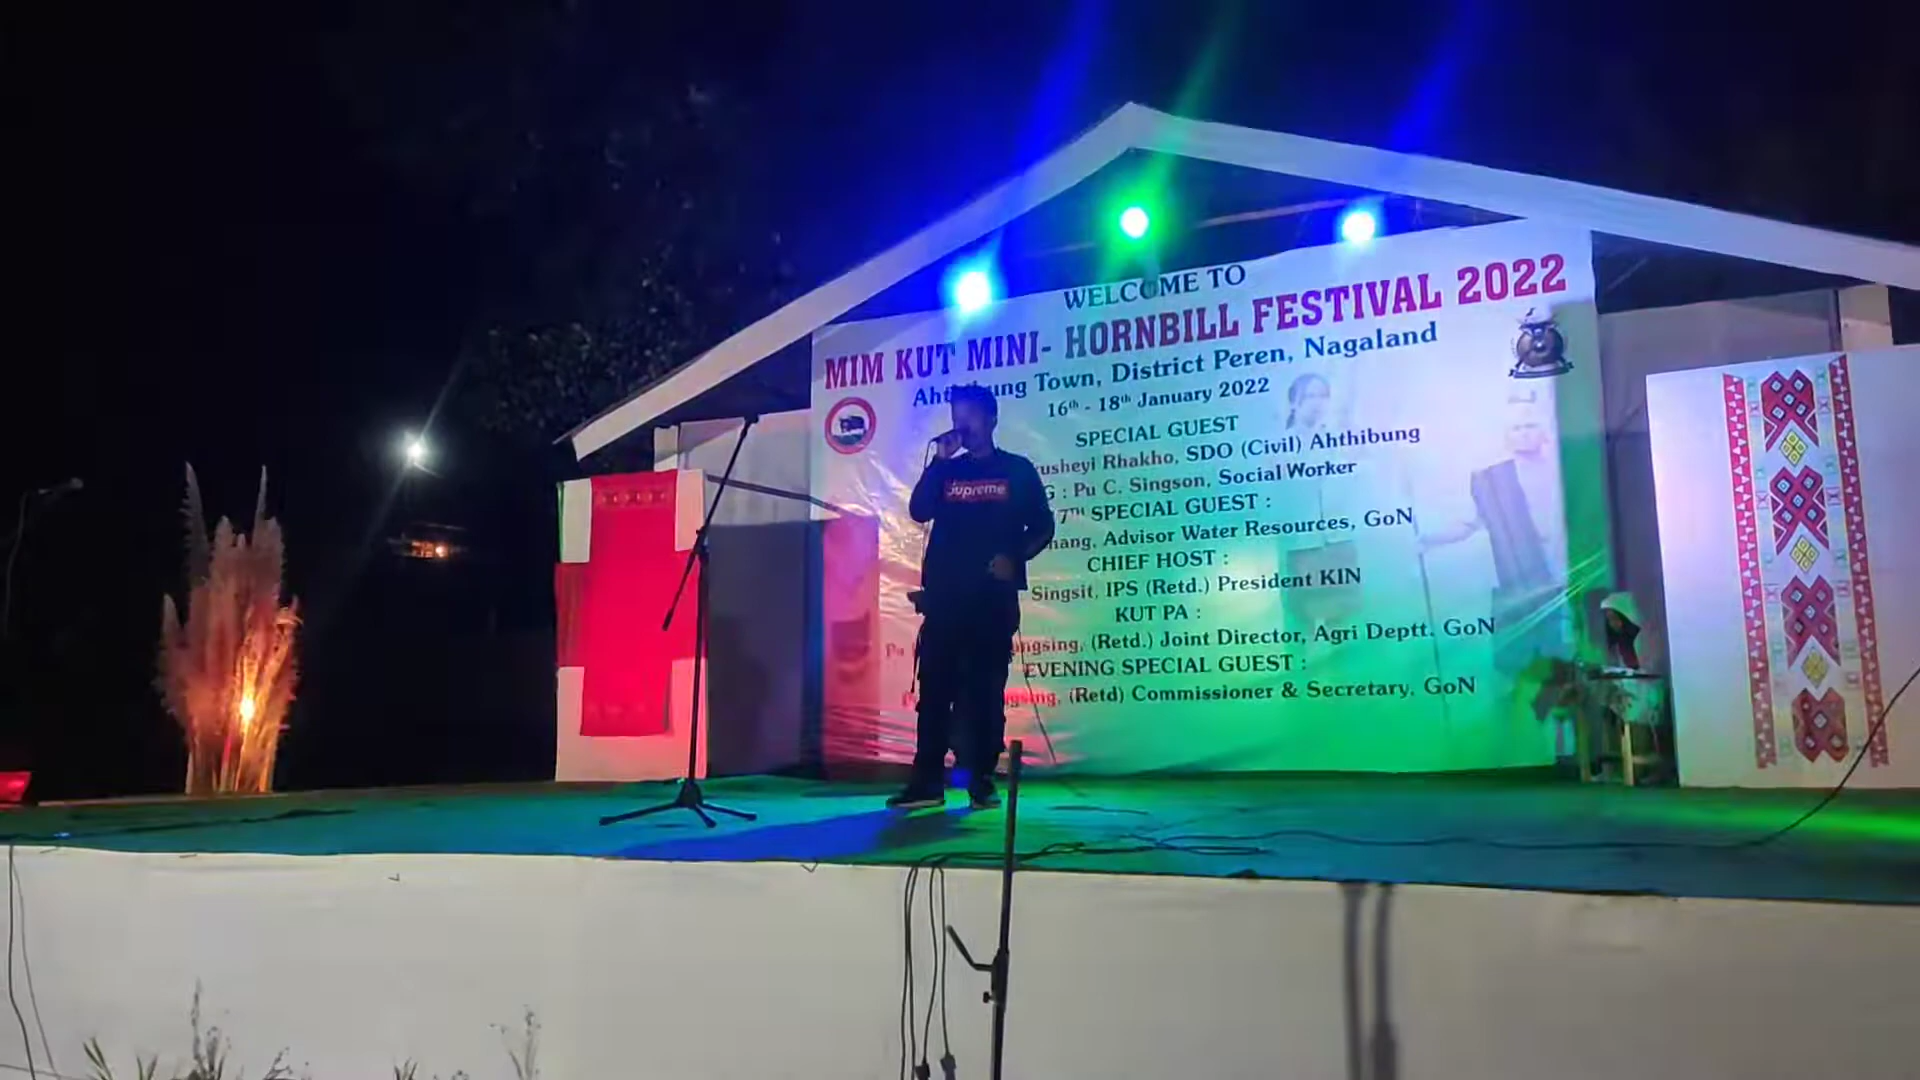 WELCOME TO
MIM KUT MINI- HORNBILL FESTIVAL 2022
Town, District Peren, Nagaland
16th - 18th January 2022
SPECIAL GUEST
Rhakho, SDO (Civil) Ahthibung
: Pu C. Singson, Social Worker
7TH SPECIAL GUEST :
Advisor Water Resources, GoN
CHIEF HOST :
Singsit, IPS (Retd.) President KIN
KUT PA :
(Retd.) Joint Director, Agri Deptt. GoN
EVENING SPECIAL GUEST :
(Retd) Commissioner & Secretary, GoN
Supreme